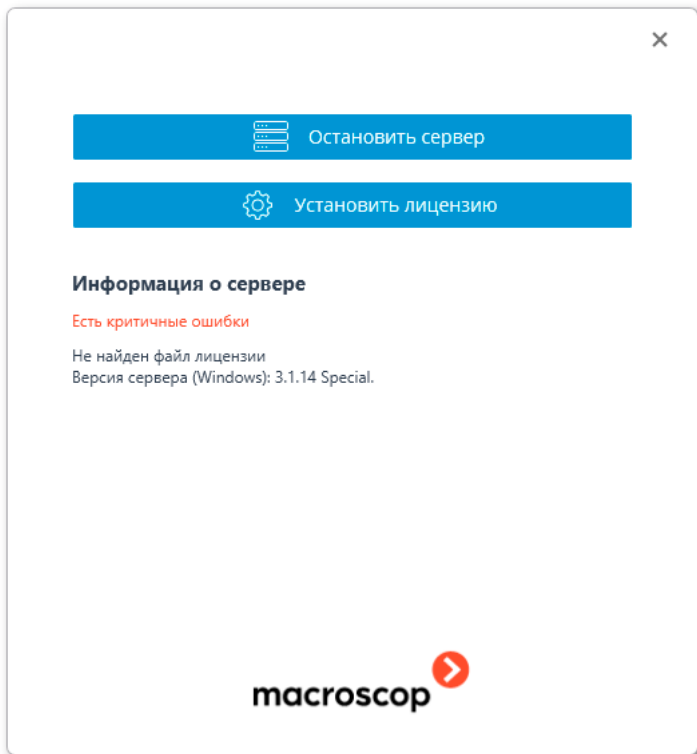 Остановить сервер
Установить лицензию
Информация о сервере
Есть критичные ошибки
Не найден файл лицензии
Версия сервера (Windows): 3.1.14 Special.
macroscop